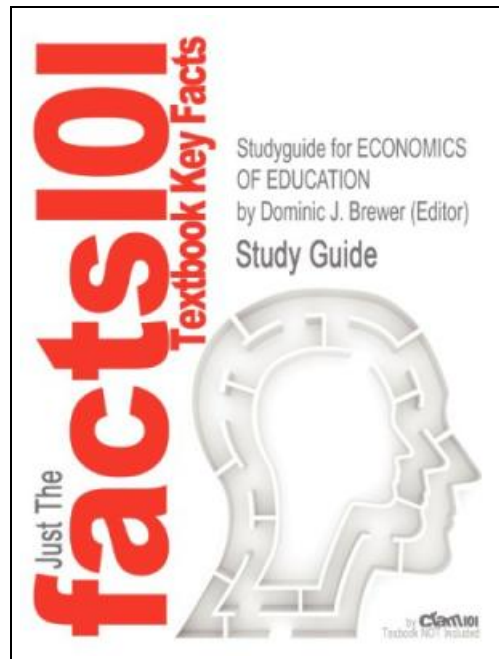 Just The
facts101
Textbook Key Facts
Studyguide for ECONOMICS
OF EDUCATION
by Dominic J. Brewer (Editor)
Study Guide
by Cram101
Textbook NOT Included